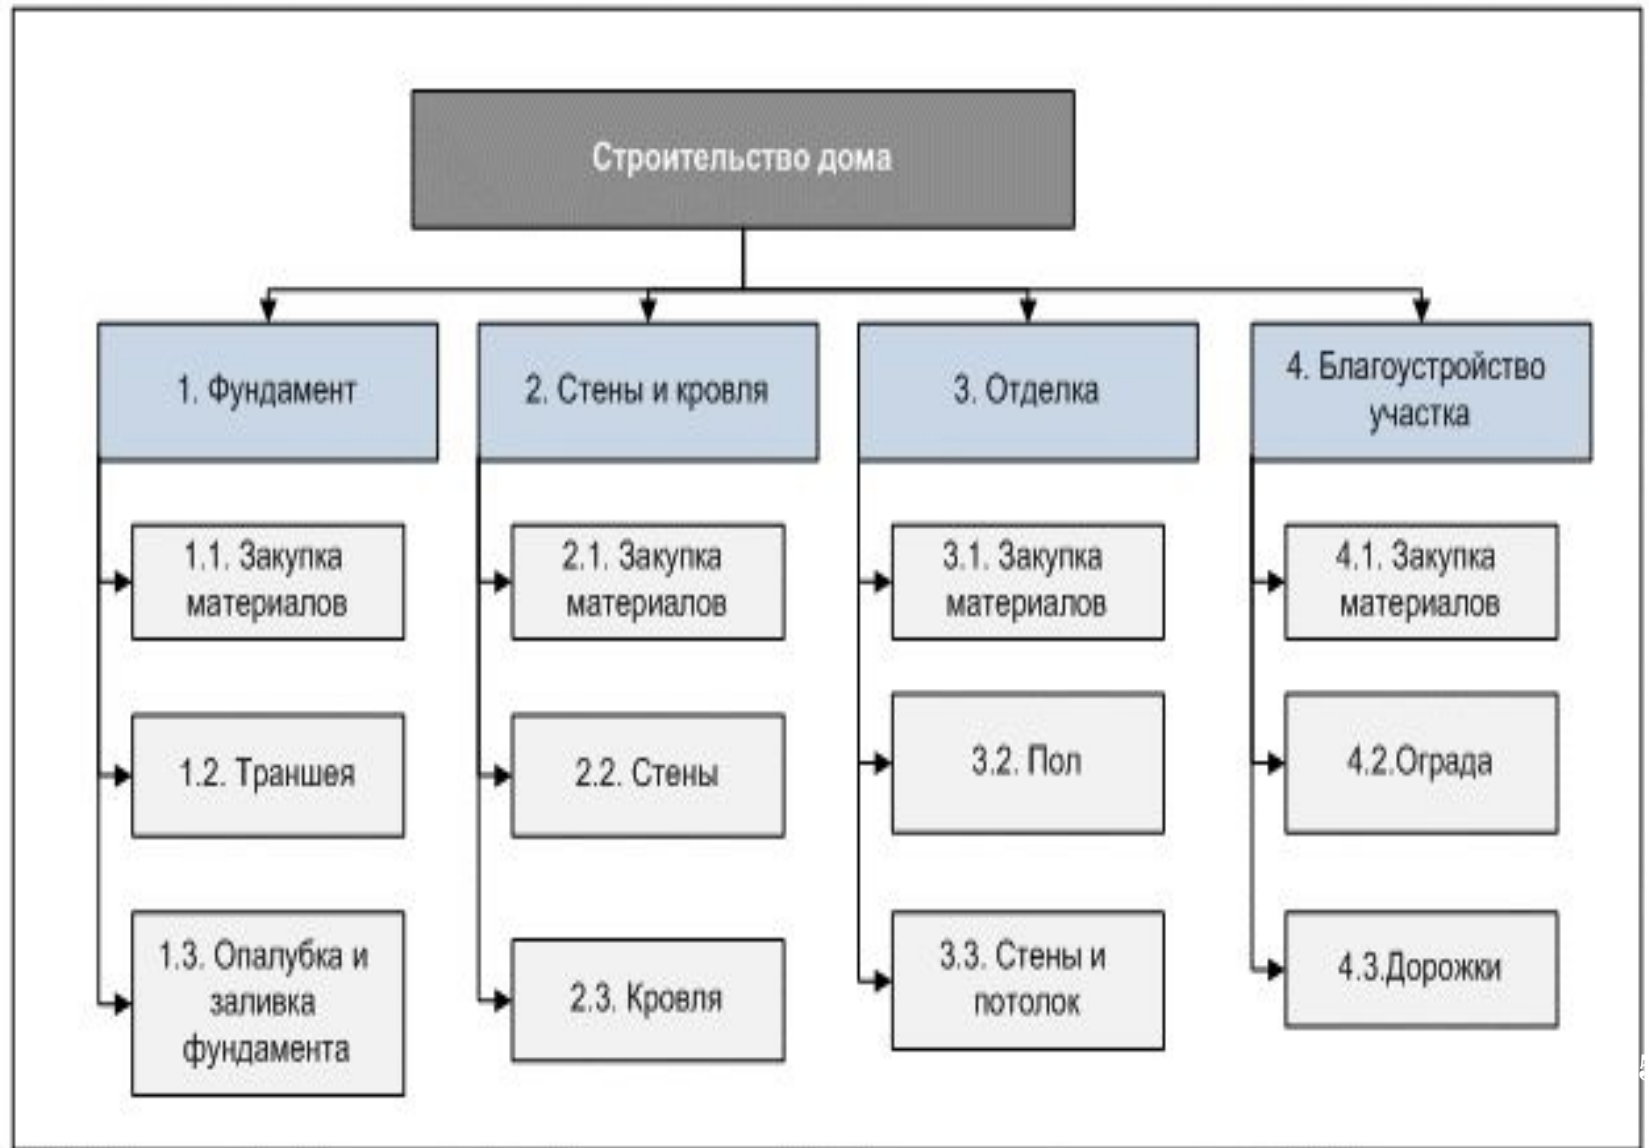 Строительство дома
1. Фундамент
2. Стены и кровля
3. Отделка
4. Благоустройство
участка
1.1. Закупка
материалов
2.1. Закупка
материалов
3.1. Закупка
материалов
4.1. Закупка
материалов
1.2. Траншея
2.2. Стены
3.2. Пол
4.2.Ограда
1.3. Опалубка и
заливка
фундамента
2.3. Кровля
3.3. Стены и
потолок
4.3.Дорожки